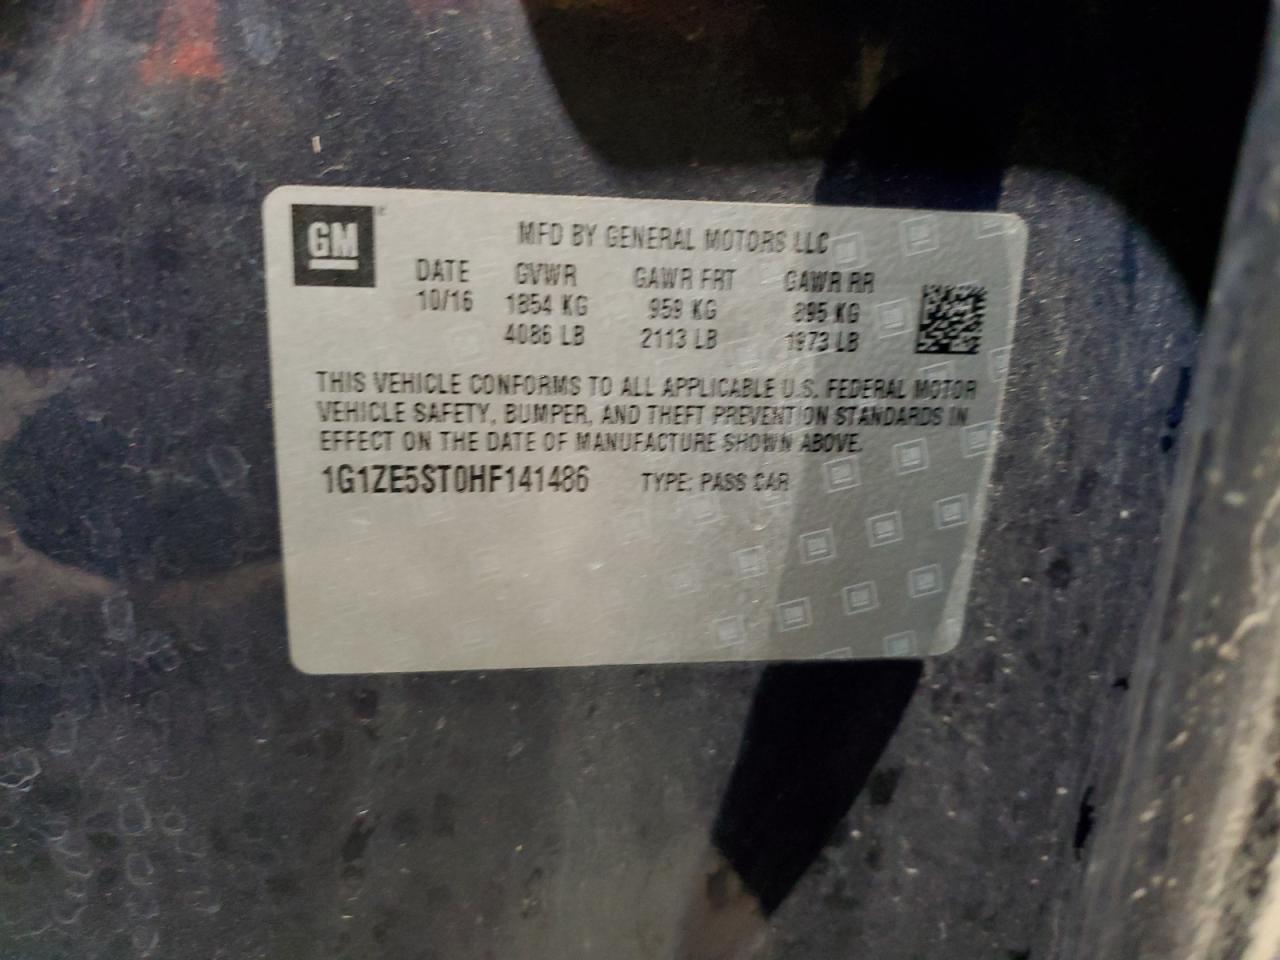 GM
MFD BY GENERAL MOTORS LLC
DATE GVWR GAWR FRT GAWR RR
10/16 1854 KG 959 KG 895 KG
4086 LB 2113 LB 1973 LB
THIS VEHICLE CONFORMS TO ALL APPLICABLE U.S. FEDERAL MOTOR
VEHICLE SAFETY, BUMPER, AND THEFT PREVENTION STANDARDS IN
EFFECT ON THE DATE OF MANUFACTURE SHOWN ABOVE.
1G1ZE5ST0HF141486 TYPE: PASS CAR